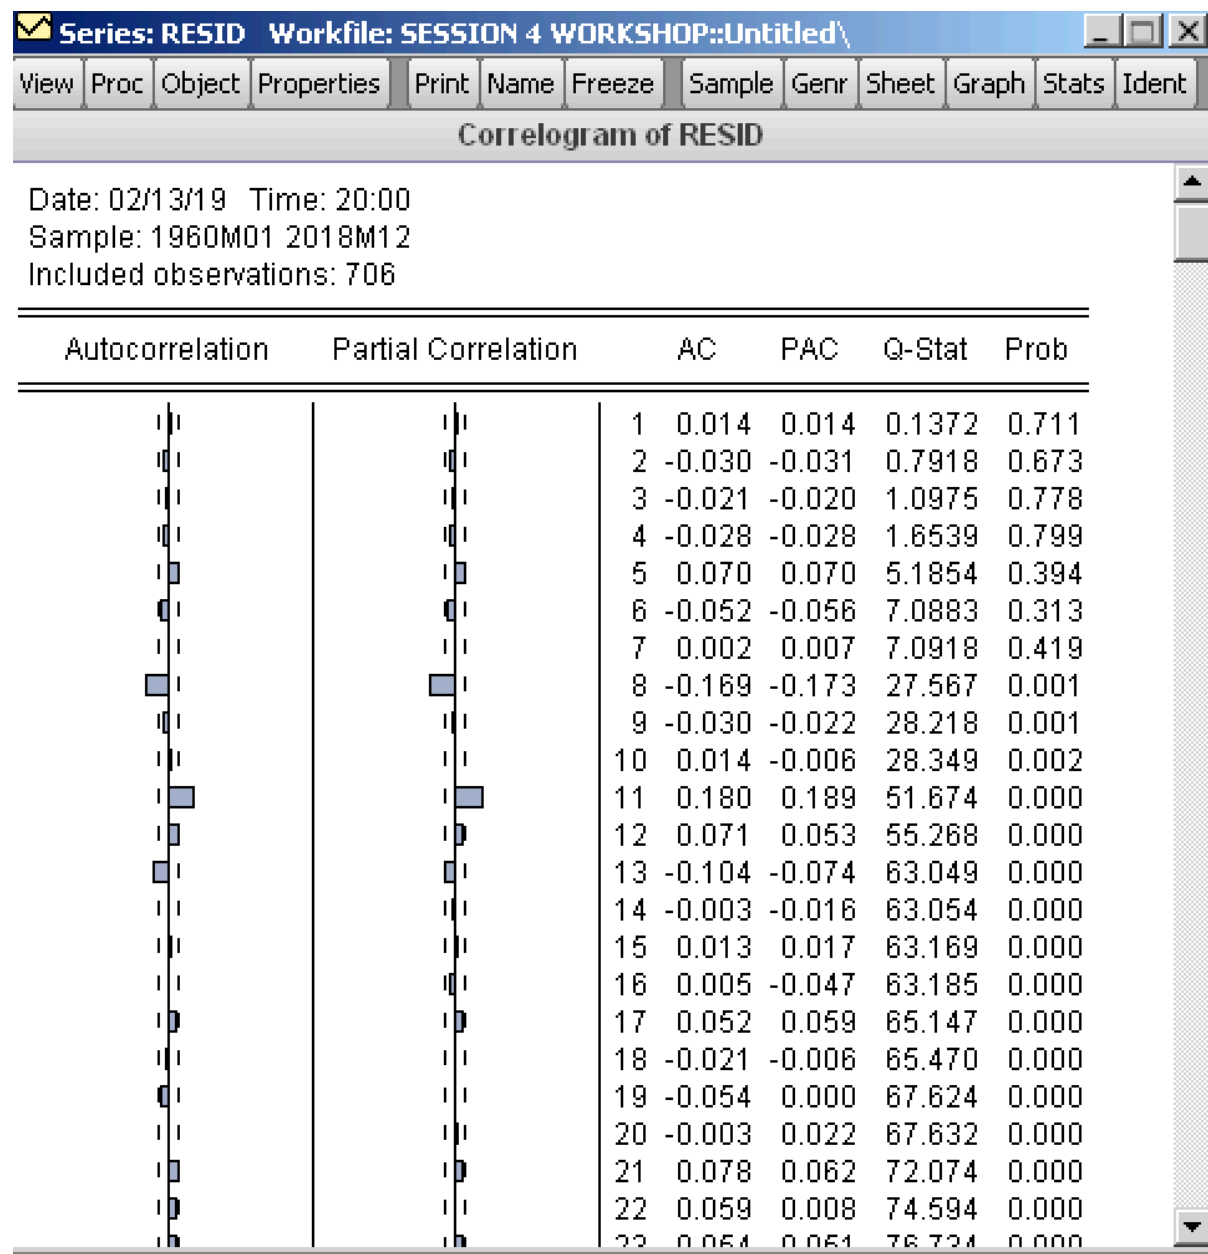 Series: RESID Workfile: SESSION 4 WORKSHOP::Untitled\
View Proc Object Properties Print Name Freeze Sample Genr Sheet Graph Stats Ident
Correlogram of RESID
Date: 02/13/19 Time: 20:00
Sample: 1960M01 2018M12
Included observations: 706
Autocorrelation Partial Correlation AC PAC Q-Stat Prob
1 0.014 0.014 0.1372 0.711
2 -0.030 -0.031 0.7918 0.673
3 -0.021 -0.020 1.0975 0.778
4 -0.028 -0.028 1.6539 0.799
5 0.070 0.070 5.1854 0.394
6 -0.052 -0.056 7.0883 0.313
7 0.002 0.007 7.0918 0.419
8 -0.169 -0.173 27.567 0.001
9 -0.030 -0.022 28.218 0.001
10 0.014 -0.006 28.349 0.002
11 0.180 0.189 51.674 0.000
12 0.071 0.053 55.268 0.000
13 -0.104 -0.074 63.049 0.000
14 -0.003 -0.016 63.054 0.000
15 0.013 0.017 63.169 0.000
16 0.005 -0.047 63.185 0.000
17 0.052 0.059 65.147 0.000
18 -0.021 -0.006 65.470 0.000
19 -0.054 0.000 67.624 0.000
20 -0.003 0.022 67.632 0.000
21 0.078 0.062 72.074 0.000
22 0.059 0.008 74.594 0.000